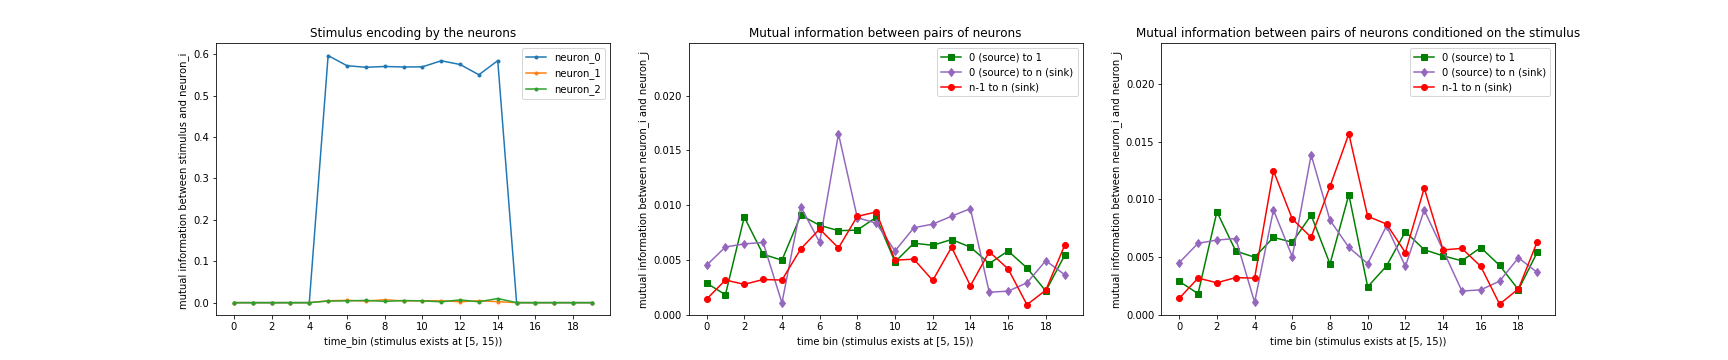 Stimulus encoding by the neurons
mutual information between stimulus and neuron_i
0.6
0.5
0.4
0.3
0.2
0.1
0.0
neuron_0
neuron_1
neuron_2
0 2 4 6 8 10 12 14 16 18
time_bin (stimulus exists at [5, 15))
Mutual information between pairs of neurons
mutual information between neuron_i and neuron_j
0.020
0.015
0.010
0.005
0.000
0 (source) to 1
0 (source) to n (sink)
n-1 to n (sink)
0 2 4 6 8 10 12 14 16 18
time bin (stimulus exists at [5, 15))
Mutual information between pairs of neurons conditioned on the stimulus
mutual information between neuron_i and neuron_j
0.020
0.015
0.010
0.005
0.000
0 (source) to 1
0 (source) to n (sink)
n-1 to n (sink)
0 2 4 6 8 10 12 14 16 18
time bin (stimulus exists at [5, 15))